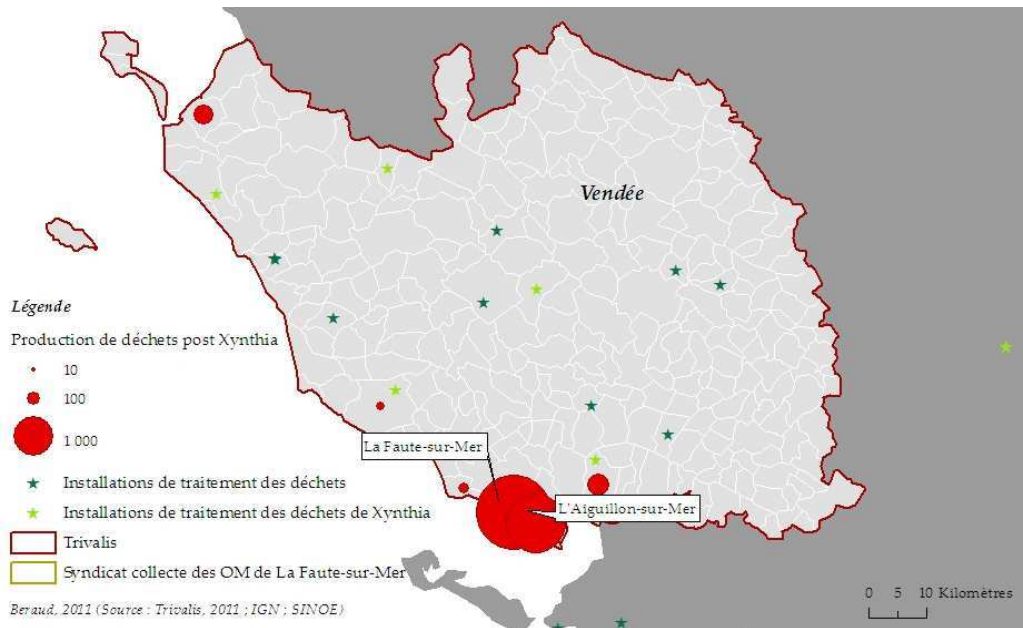 Vendée
Légende
Production de déchets post Xynthia
10
100
1 000
La Faute-sur-Mer
L'Aiguillon-sur-Mer
Installations de traitement des déchets
Installations de traitement des déchets de Xynthia
Trivalis
Syndicat collecte des OM de La Faute-sur-Mer
Beraud, 2011 (Source : Trivalis, 2011 ; IGN ; SINOE)
0 5 10 Kilomètres